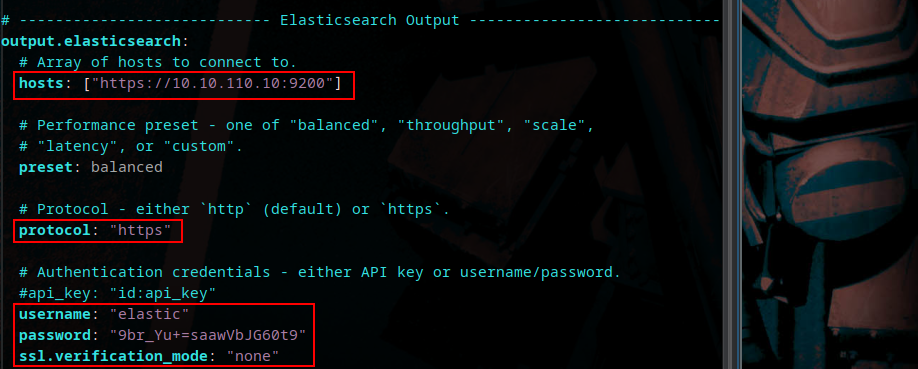 # --------------------------- Elasticsearch Output ----------------------------
output.elasticsearch:
# Array of hosts to connect to.
hosts: ["https://10.10.110.10:9200"]
# Performance preset - one of "balanced", "throughput", "scale",
# "latency", or "custom".
preset: balanced
# Protocol - either `http` (default) or `https`.
protocol: "https"
# Authentication credentials - either API key or username/password.
#api_key: "id:api_key"
username: "elastic"
password: "9br_Yu+=saawVbJG60t9"
ssl.verification_mode: "none"